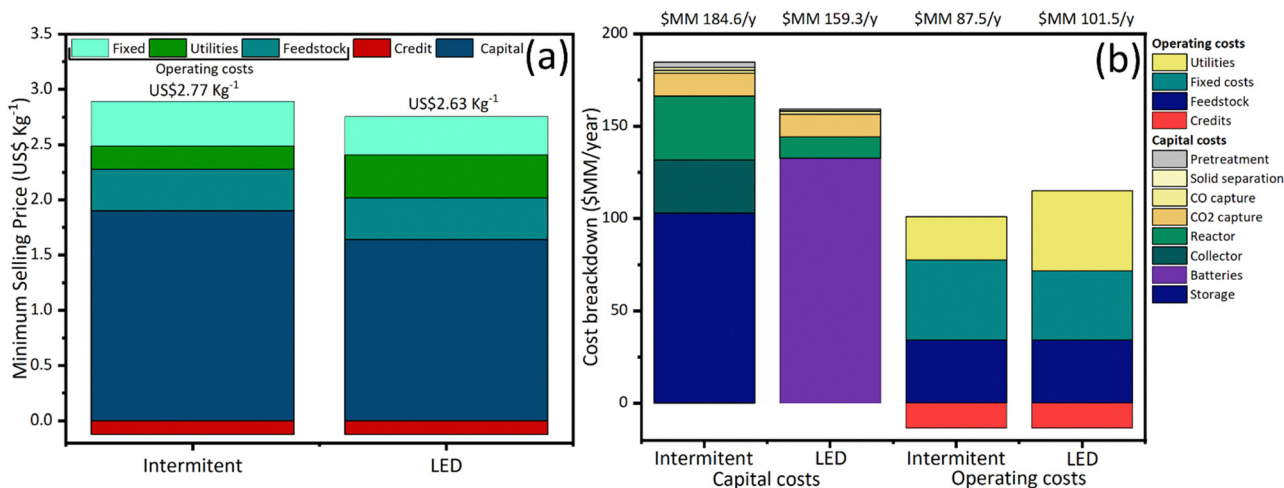 Fixed Utilities Feedstock Credit Capital
Operating costs
(a)
US$2.77 Kg-1
US$2.63 Kg-1
Minimum Selling Price (US$ Kg-1)
3.5
3.0
2.5
2.0
1.5
1.0
0.5
0.0
Intermitent LED
$MM 184.6/y $MM 159.3/y $MM 87.5/y $MM 101.5/y
(b)
Cost breackdown ($MM/year)
200
150
100
50
0
Intermitent LED Intermitent LED
Capital costs Operating costs
Operating costs
Utilities
Fixed costs
Feedstock
Credits
Capital costs
Pretreatment
Solid separation
CO capture
CO2 capture
Reactor
Collector
Batteries
Storage